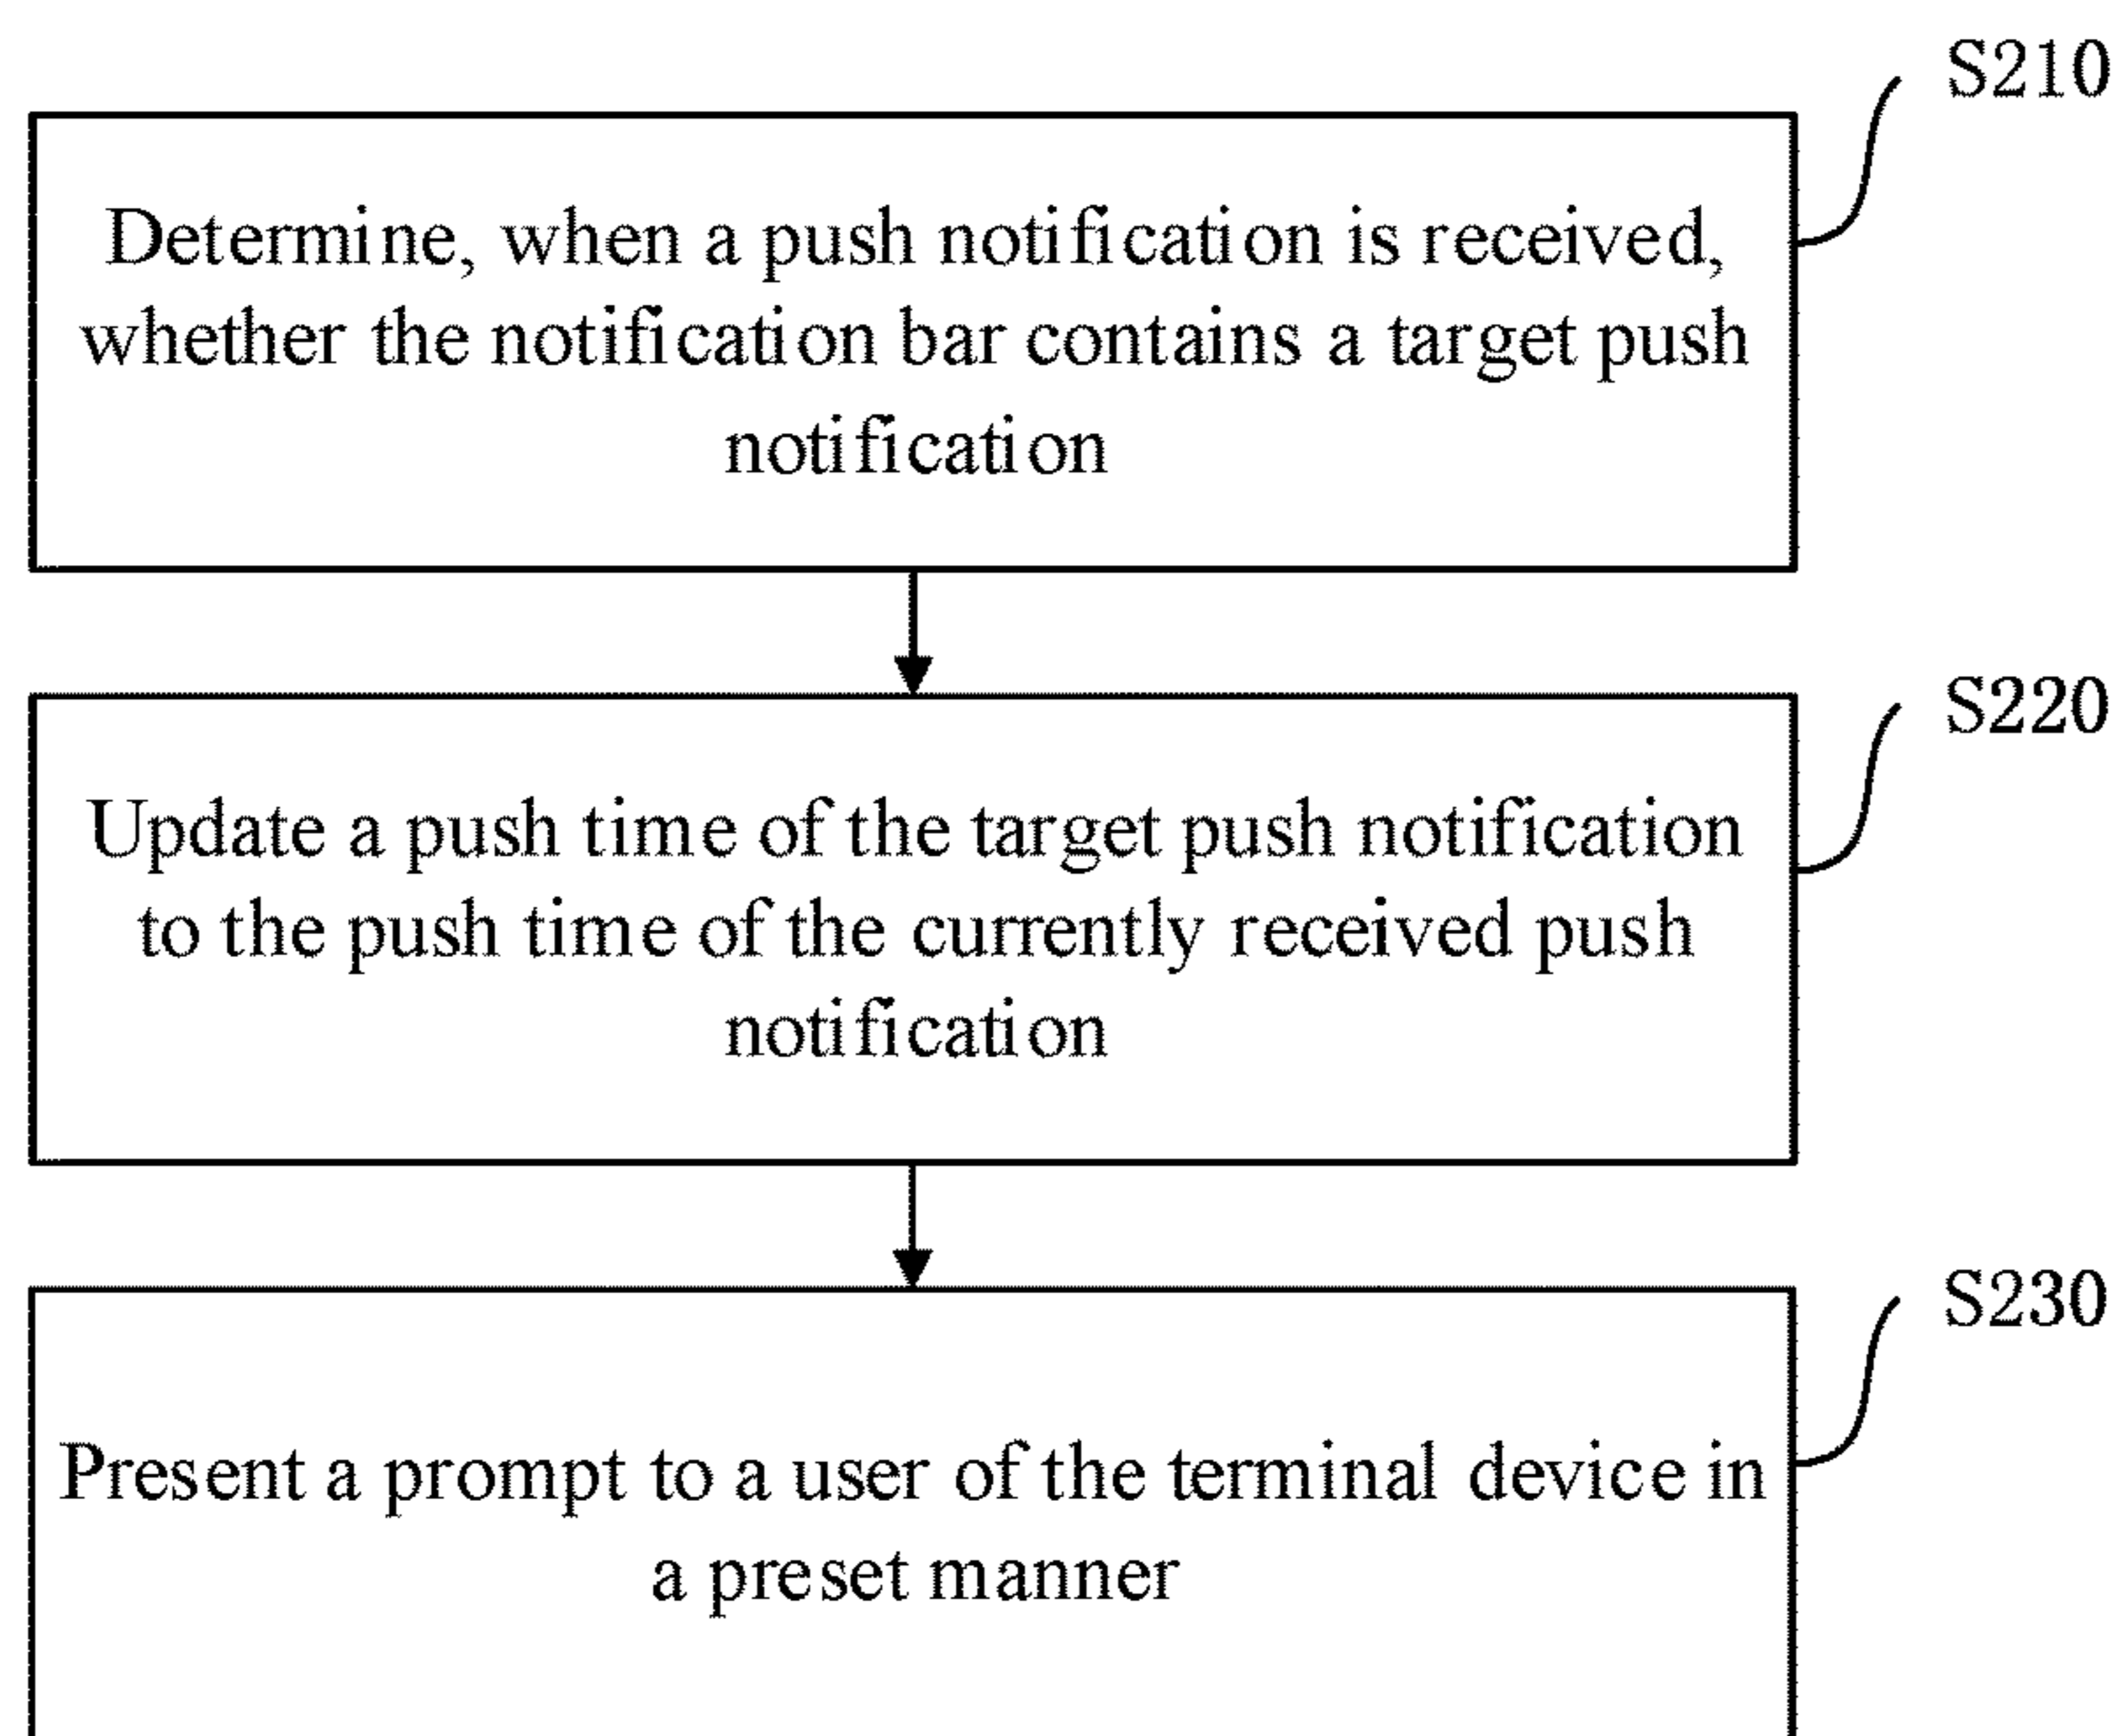 S210
Determine, when a push notification is received,
whether the notification bar contains a target push
notification
S220
Update a push time of the target push notification
to the push time of the currently received push
notification
S230
Present a prompt to a user of the terminal device in
a preset manner